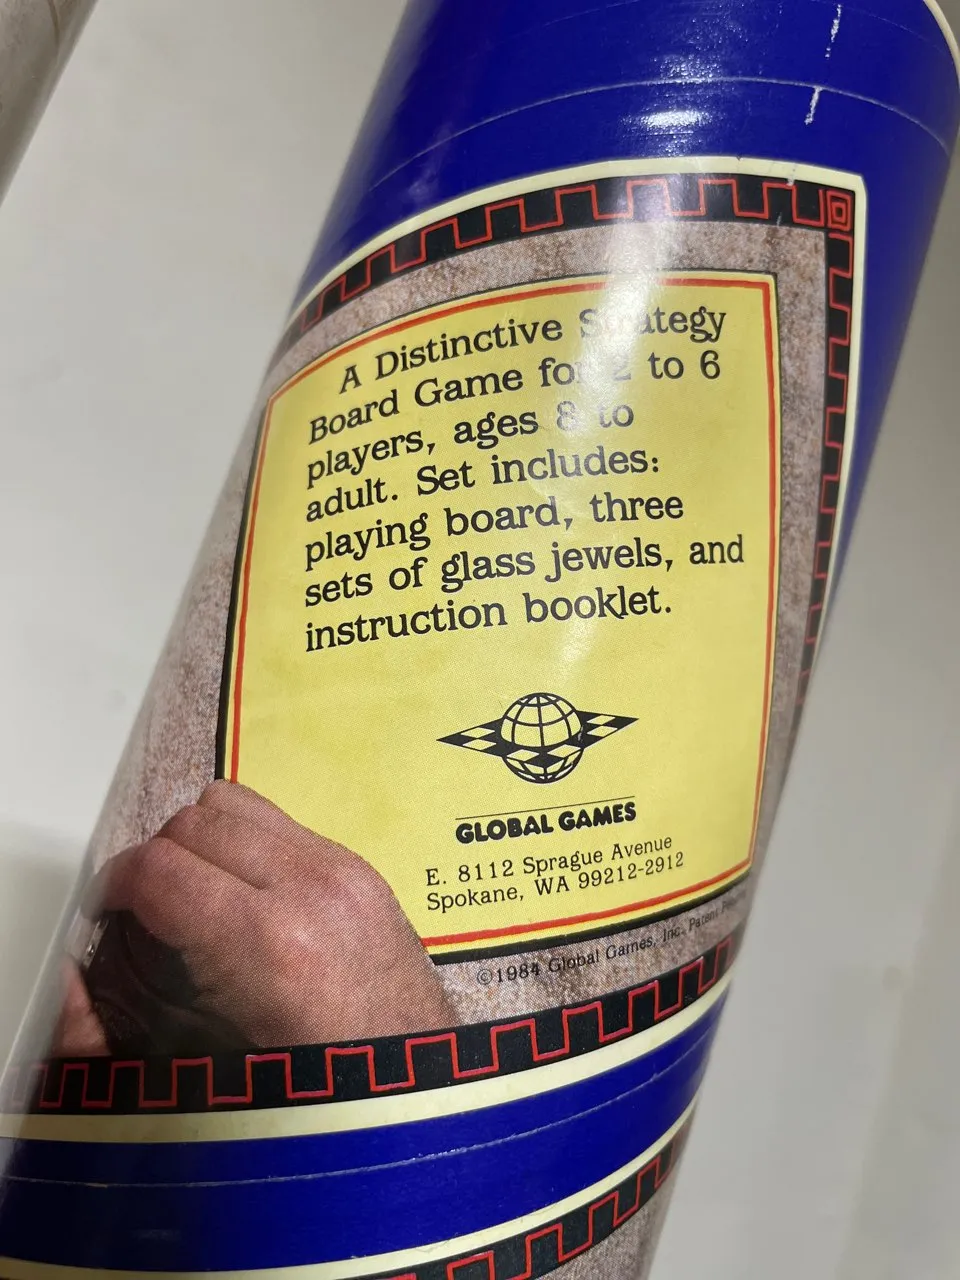 A Distinctive Strategy
Board Game for 2 to 6
players, ages 8 to
adult. Set includes:
playing board, three
sets of glass jewels, and
instruction booklet.
GLOBAL GAMES
E. 8112 Sprague Avenue
Spokane, WA 99212-2912
©1984 Global Games, Inc. Patent